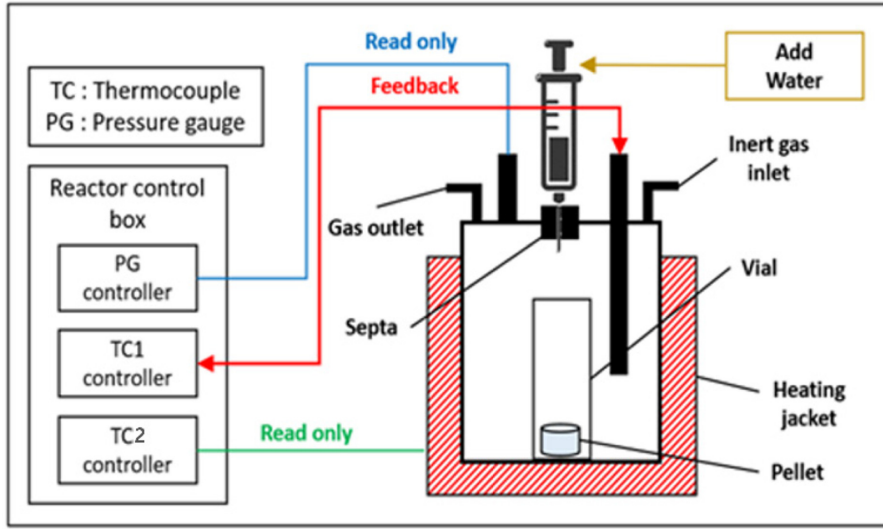 Read only
Add
Water
TC : Thermocouple
PG : Pressure gauge
Feedback
Inert gas
inlet
Reactor control
box
Gas outlet
PG
controller
Vial
Septa
TC1
controller
Heating
jacket
TC2
controller
Read only
Pellet